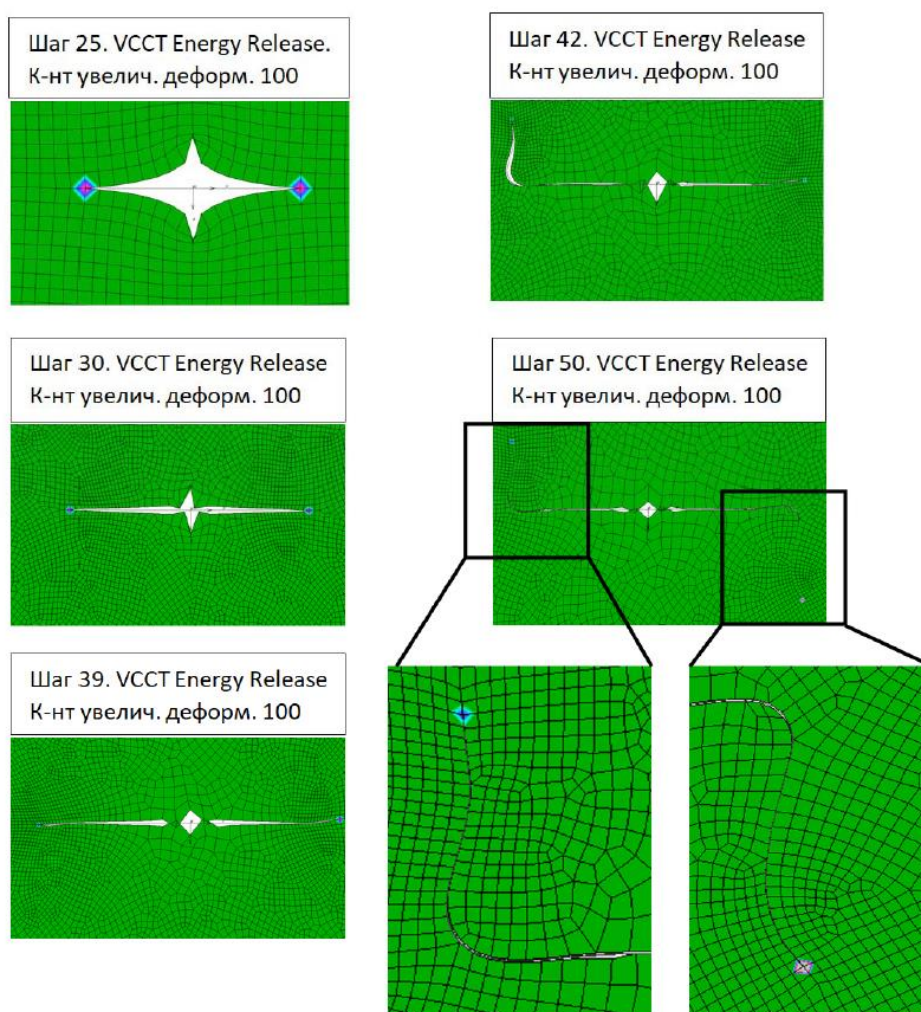 Шаг 25. VCCT Energy Release.
К-нт увелич. деформ. 100
Шаг 42. VCCT Energy Release
К-нт увелич. деформ. 100
Шаг 30. VCCT Energy Release
К-нт увелич. деформ. 100
Шаг 50. VCCT Energy Release
К-нт увелич. деформ. 100
Шаг 39. VCCT Energy Release
К-нт увелич. деформ. 100